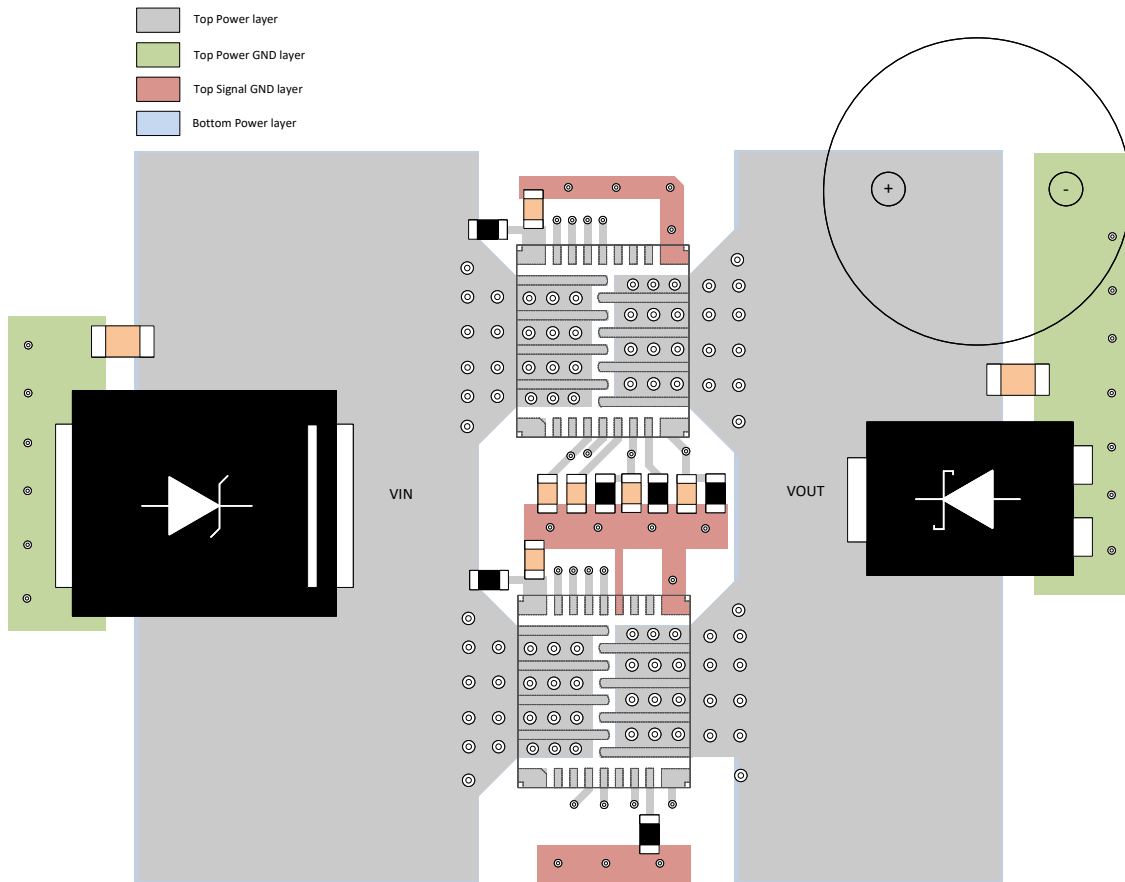 Top Power layer
Top Power GND layer
Top Signal GND layer
Bottom Power layer
+
-
VIN
VOUT